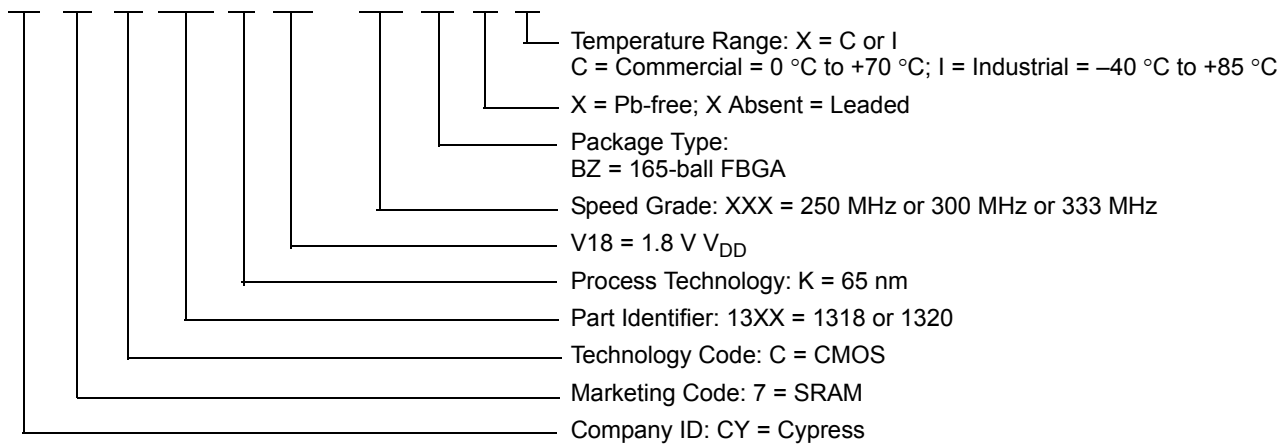 Temperature Range: X = C or I
C = Commercial = 0 °C to +70 °C; I = Industrial = –40 °C to +85 °C
X = Pb-free; X Absent = Leaded
Package Type:
BZ = 165-ball FBGA
Speed Grade: XXX = 250 MHz or 300 MHz or 333 MHz
V18 = 1.8 V VDD
Process Technology: K = 65 nm
Part Identifier: 13XX = 1318 or 1320
Technology Code: C = CMOS
Marketing Code: 7 = SRAM
Company ID: CY = Cypress